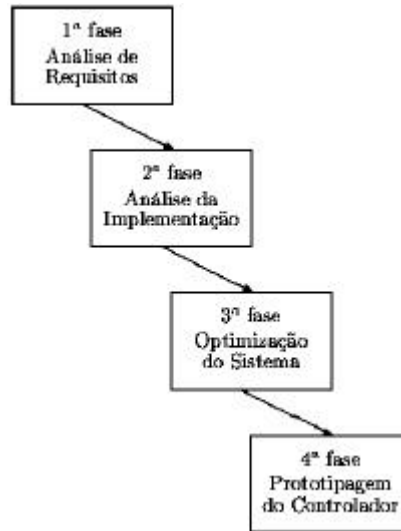 1ª fase
Análise de
Requisitos
2ª fase
Análise da
Implementação
3ª fase
Optimização
do Sistema
4ª fase
Prototipagem
do Controlador